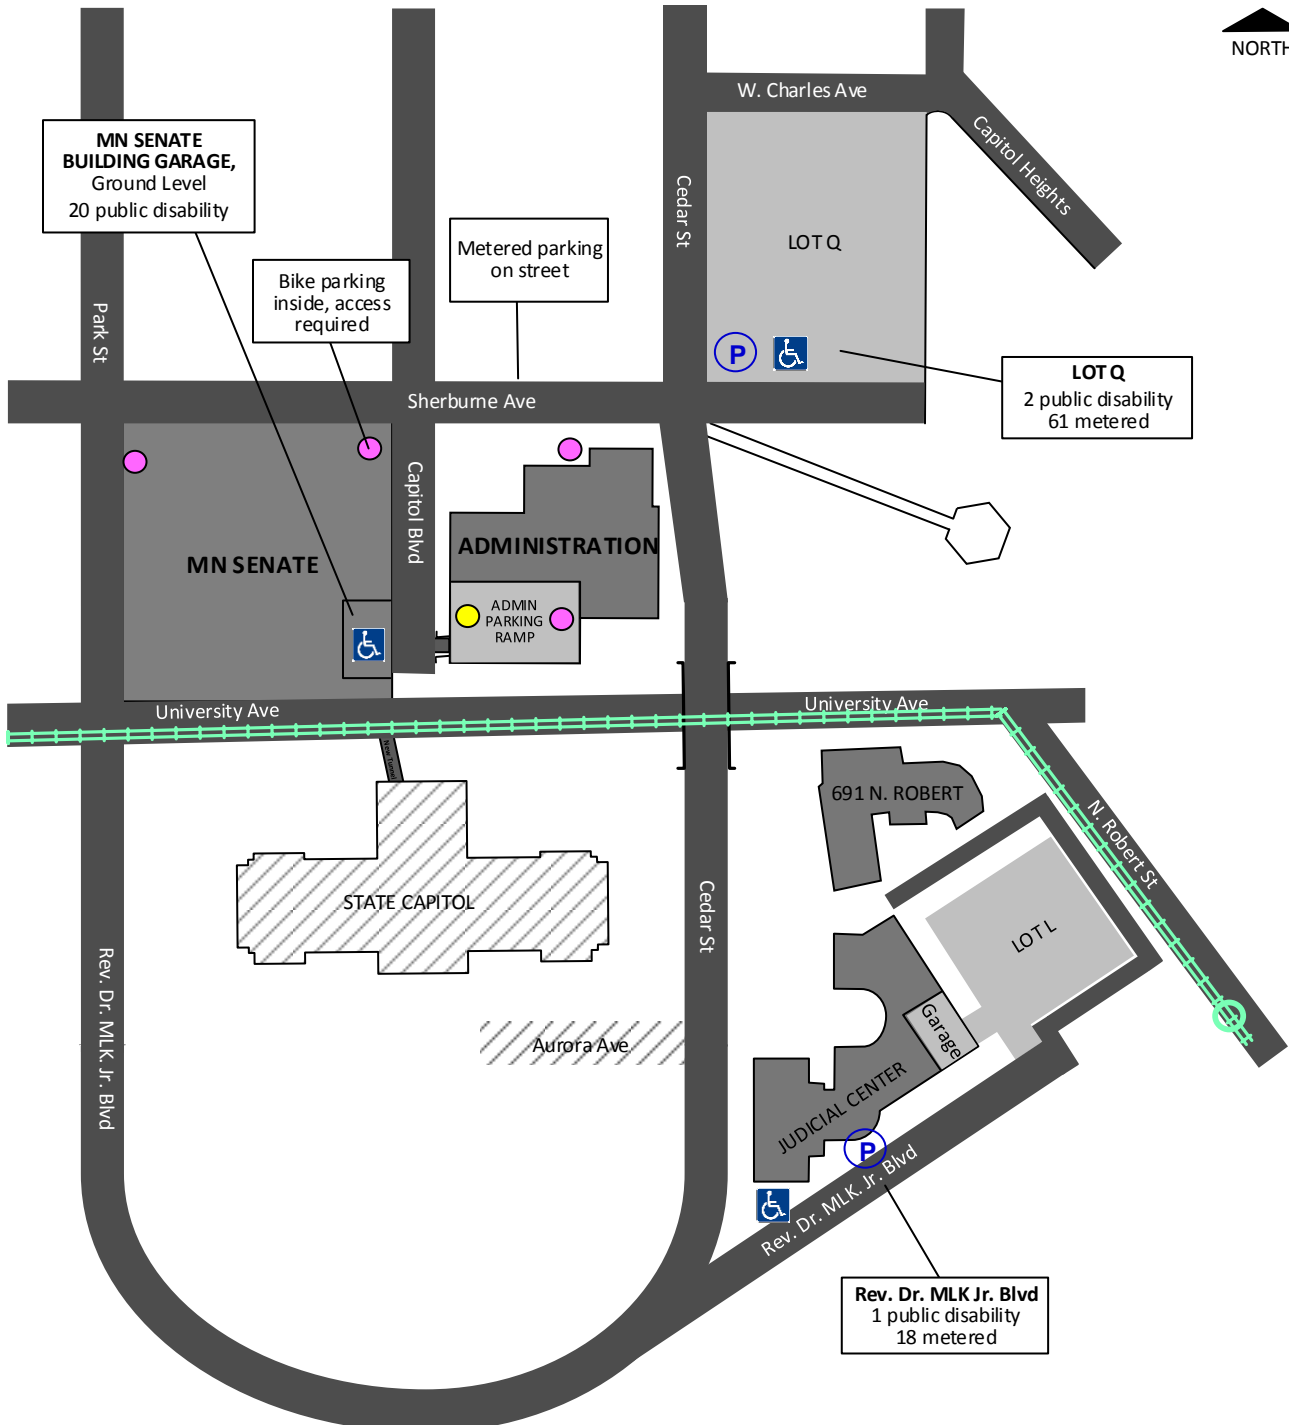 NORTH
W. Charles Ave
Capitol Heights
MN SENATE
BUILDING GARAGE,
Ground Level
20 public disability
Cedar St
Metered parking
on street
LOT Q
Bike parking
inside, access
required
Park St
P
LOT Q
2 public disability
61 metered
Sherburne Ave
Capitol Blvd
ADMINISTRATION
MN SENATE
ADMIN
PARKING
RAMP
University Ave
University Ave
New Tunnel
691 N. ROBERT
N. Robert St
STATE CAPITOL
Cedar St
LOT L
Rev. Dr. MLK Jr. Blvd
Garage
Aurora Ave
JUDICIAL CENTER
P
Rev. Dr. MLK. Jr. Blvd
Rev. Dr. MLK Jr. Blvd
1 public disability
18 metered